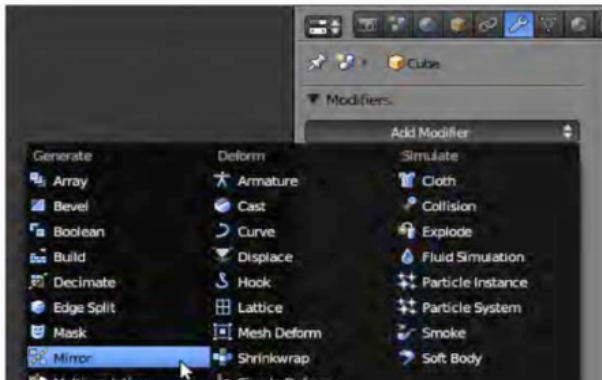 Cube
Modifiers
Add Modifier
Generate Deform Simulate
Array Armature Cloth
Bevel Cast Collision
Boolean Curve Explode
Build Displace Fluid Simulation
Decimate Hook Particle Instance
Edge Split Lattice Particle System
Mask Mesh Deform Smoke
Mirror Shrinkwrap Soft Body